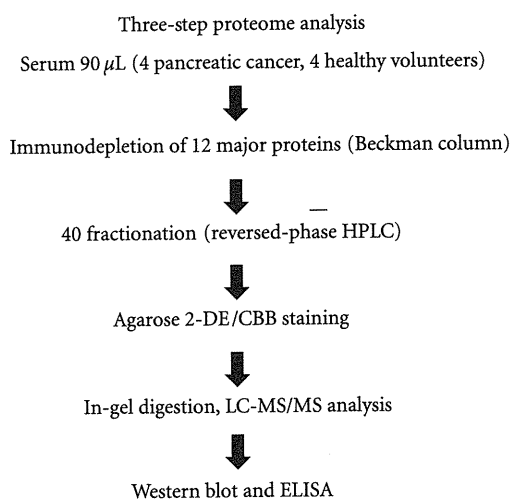 Three-step proteome analysis
Serum 90 μL (4 pancreatic cancer, 4 healthy volunteers)
Immunodepletion of 12 major proteins (Beckman column)
40 fractionation (reversed-phase HPLC)
Agarose 2-DE/CBB staining
In-gel digestion, LC-MS/MS analysis
Western blot and ELISA